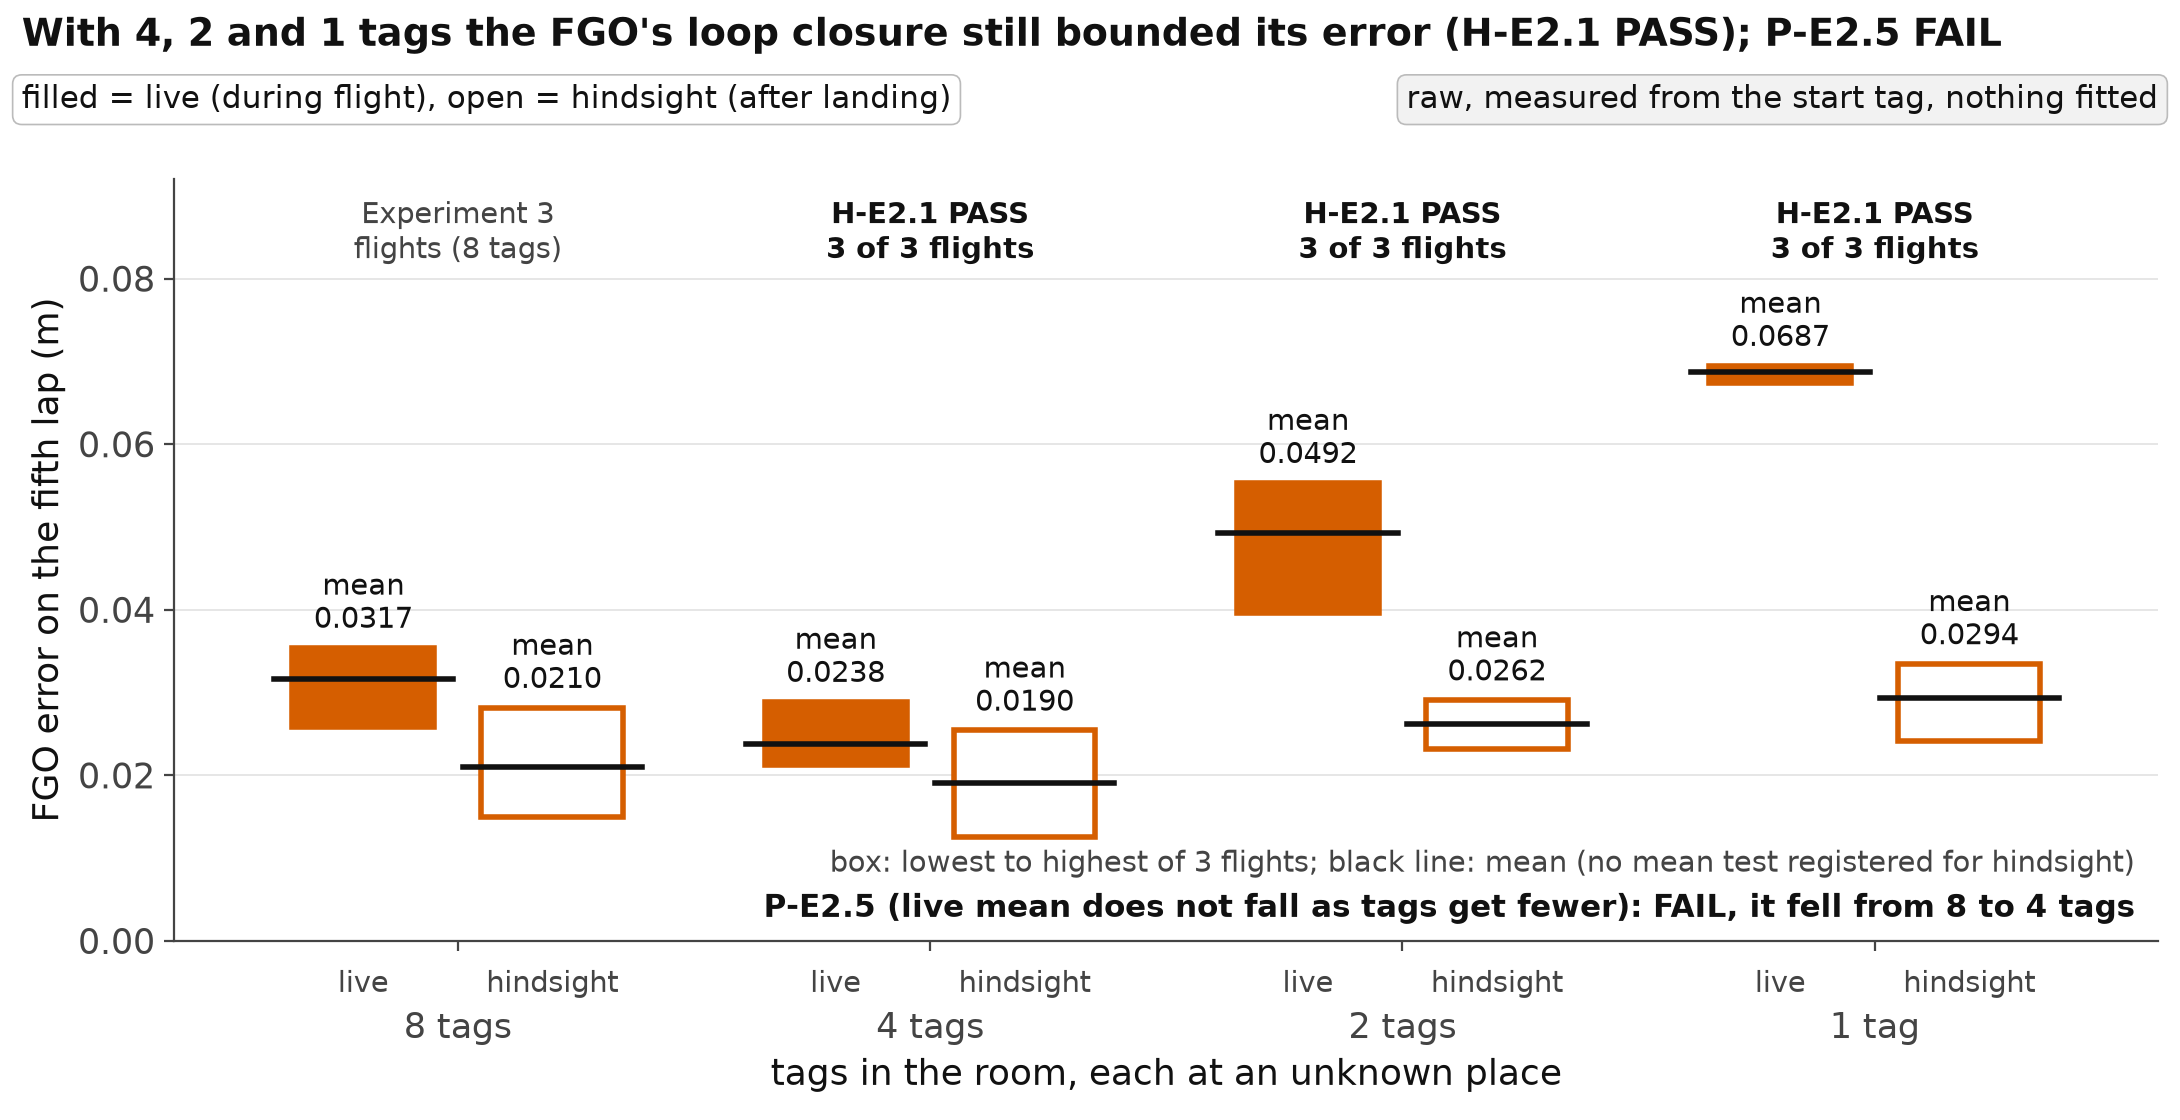 With 4, 2 and 1 tags the FGO's loop closure still bounded its error (H-E2.1 PASS); P-E2.5 FAIL
filled = live (during flight), open = hindsight (after landing)
raw, measured from the start tag, nothing fitted
Experiment 3
flights (8 tags)
H-E2.1 PASS
3 of 3 flights
H-E2.1 PASS
3 of 3 flights
H-E2.1 PASS
3 of 3 flights
FGO error on the fifth lap (m)
0.08
0.06
0.04
0.02
0.00
mean
0.0317
mean
0.0210
mean
0.0238
mean
0.0190
mean
0.0492
mean
0.0262
mean
0.0687
mean
0.0294
box: lowest to highest of 3 flights; black line: mean (no mean test registered for hindsight)
P-E2.5 (live mean does not fall as tags get fewer): FAIL, it fell from 8 to 4 tags
live
hindsight
live
hindsight
live
hindsight
live
hindsight
8 tags
4 tags
2 tags
1 tag
tags in the room, each at an unknown place